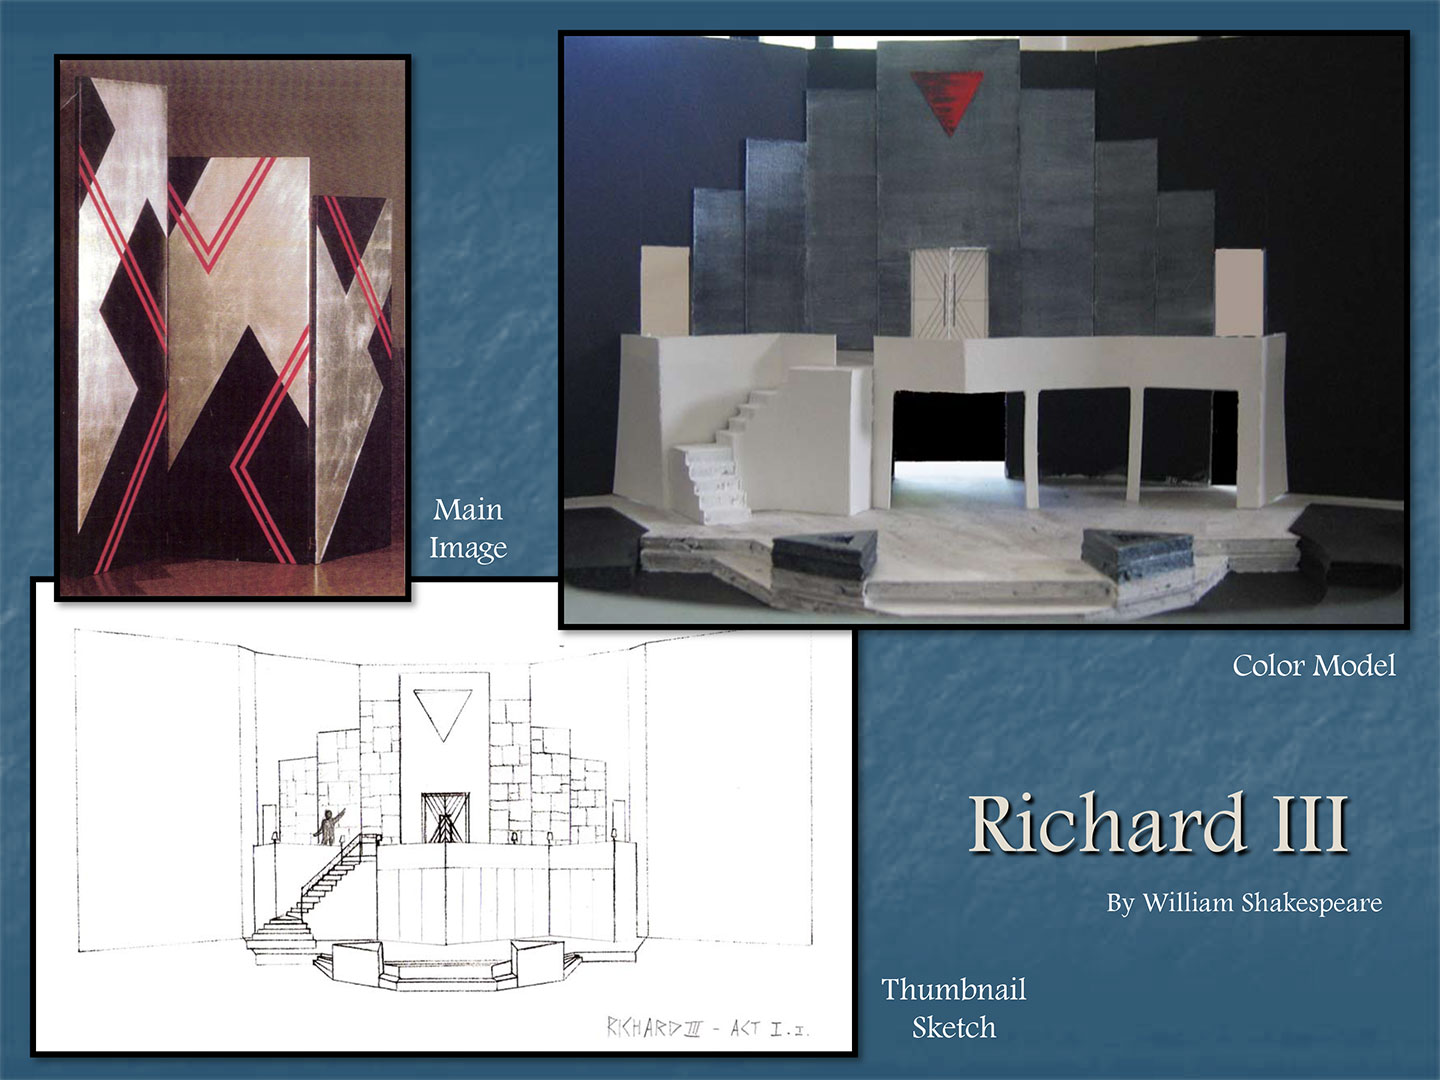 Main
Image
Color Model
Richard III
By William Shakespeare
Thumbnail
Sketch
RICHARD III - ACT I.I.